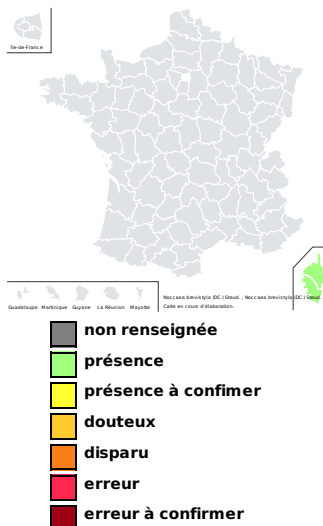 Île-de-France
Guadeloupe Martinique Guyane La Réunion Mayotte
Noccaea brevistyla (DC.) Steud. , Noccaea brevistyla (DC.) Steud.
Carte en cours d'élaboration.
non renseignée
présence
présence à confimer
douteux
disparu
erreur
erreur à confirmer